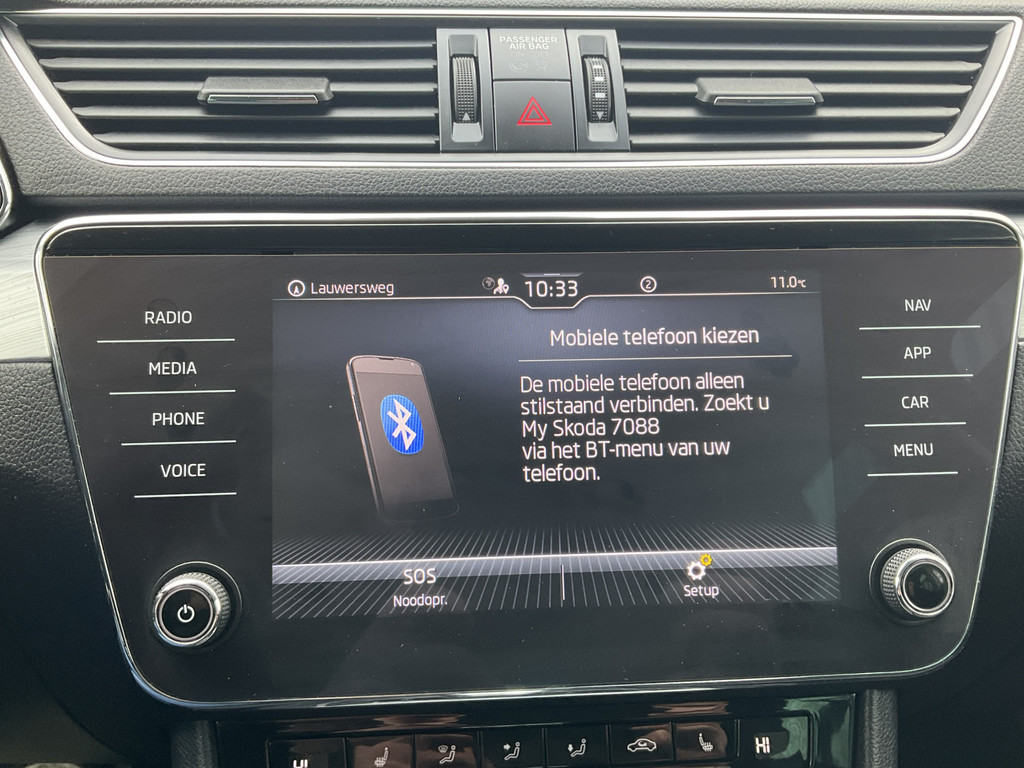 PASSENGER
AIR BAG
Lauwersweg
10:33
2
11.0°C
RADIO
MEDIA
PHONE
VOICE
Mobiele telefoon kiezen
De mobiele telefoon alleen
stilstaand verbinden. Zoekt u
My Skoda 7088
via het BT-menu van uw
telefoon.
NAV
APP
CAR
MENU
SOS
Noodopr.
Setup
HI
HI